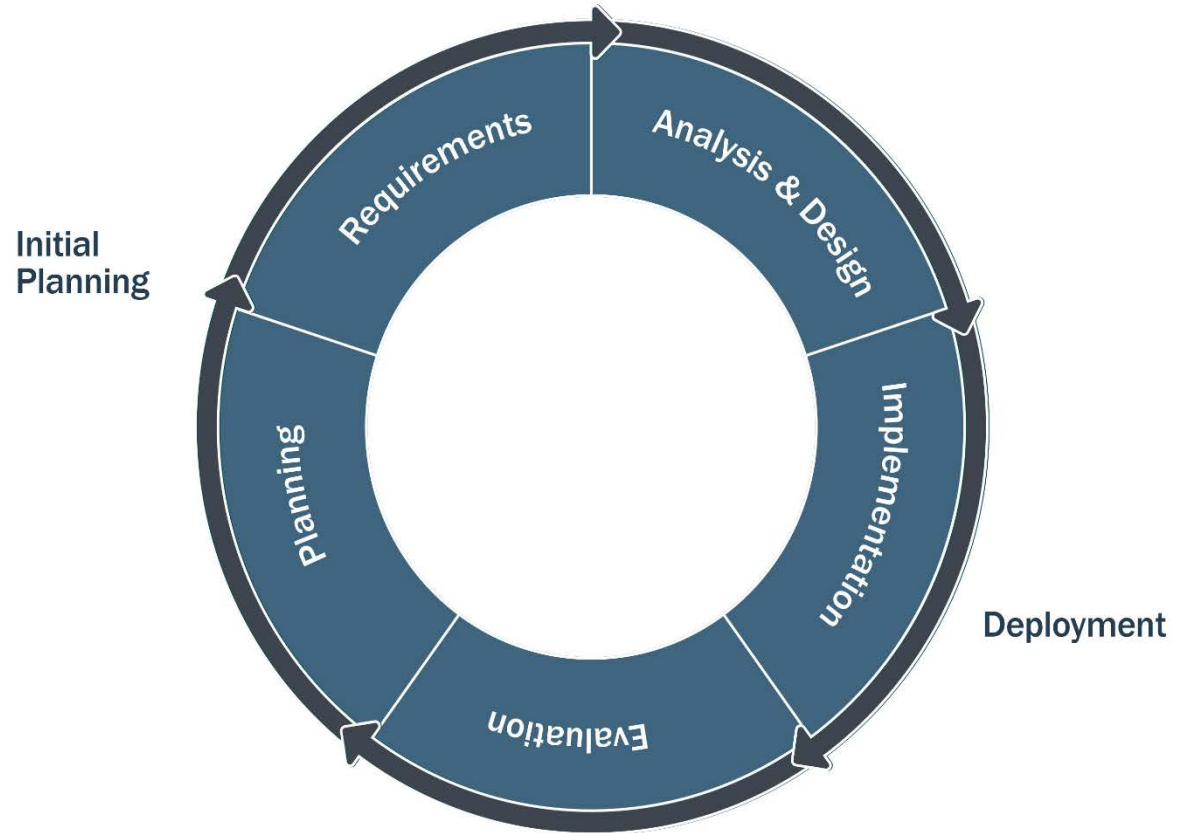 Requirements
Analysis & Design
Initial
Planning
Planning
Implementation
Deployment
Evaluation